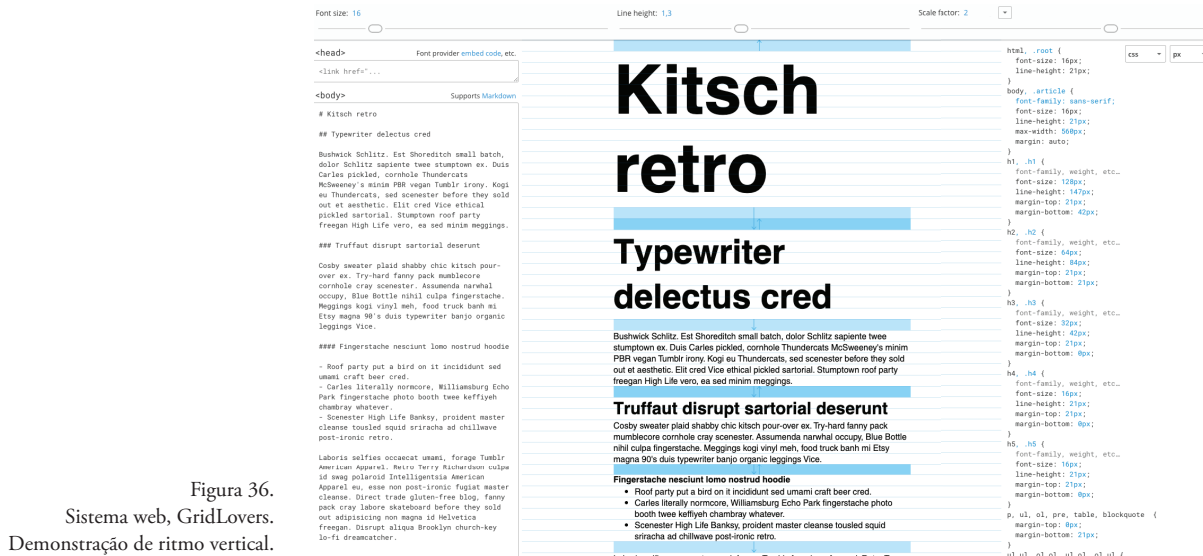 Font size: 16
Line height: 1,3
Scale factor: 2
<head>
Font provider embed code, etc.
<link href="...
<body>
Supports Markdown
# Kitsch retro
## Typewriter delectus cred
Bushwick Schlitz. Est Shoreditch small batch,
dolor Schlitz sapiente twee stumptown ex. Duis
Carles pickled, cornhole Thundercats
McSweeney's minim PBR vegan Tumblr irony. Kogi
eu Thundercats, sed scenester before they sold
out et aesthetic. Elit cred Vice ethical
pickled sartorial. Stumptown roof party
freegan High Life vero, ea sed minim meggings.
### Truffaut disrupt sartorial deserunt
Cosby sweater plaid shabby chic kitsch pour-
over ex. Try-hard fanny pack mumblecore
cornhole cray scenester. Assumenda narwhal
occupy, Blue Bottle nihil culpa fingerstache.
Meggings kogi vinyl meh, food truck banh mi
Etsy magna 90's duis typewriter banjo organic
leggings Vice.
#### Fingerstache nesciunt lomo nostrud hoodie
- Roof party put a bird on it incididunt sed
umami craft beer cred.
- Carles literally normcore, Williamsburg Echo
Park fingerstache photo booth twee keffiyeh
chambray whatever.
- Scenester High Life Banksy, proident master
cleanse tousled squid sriracha ad chillwave
post-ironic retro.
Laboris selfies occaecat umami, forage Tumblr
American Apparel. Retro Terry Richardson culpa
id swag polaroid Intelligentsia American
Apparel eu, esse non post-ironic fugiat master
cleanse. Direct trade gluten-free blog, fanny
pack cray labore skateboard before they sold
out adipisicing non magna id Helvetica
freegan. Disrupt aliqua Brooklyn church-key
lo-fi dreamcatcher.
Kitsch
retro
Typewriter
delectus cred
Bushwick Schlitz. Est Shoreditch small batch, dolor Schlitz sapiente twee
stumptown ex. Duis Carles pickled, cornhole Thundercats McSweeney's minim
PBR vegan Tumblr irony. Kogi eu Thundercats, sed scenester before they sold
out et aesthetic. Elit cred Vice ethical pickled sartorial. Stumptown roof party
freegan High Life vero, ea sed minim meggings.
Truffaut disrupt sartorial deserunt
Cosby sweater plaid shabby chic kitsch pour-over ex. Try-hard fanny pack
mumblecore cornhole cray scenester. Assumenda narwhal occupy, Blue Bottle
nihil culpa fingerstache. Meggings kogi vinyl meh, food truck banh mi Etsy
magna 90's duis typewriter banjo organic leggings Vice.
Fingerstache nesciunt lomo nostrud hoodie
• Roof party put a bird on it incididunt sed umami craft beer cred.
• Carles literally normcore, Williamsburg Echo Park fingerstache photo
booth twee keffiyeh chambray whatever.
• Scenester High Life Banksy, proident master cleanse tousled squid
sriracha ad chillwave post-ironic retro.
css
px
html, .root {
font-size: 16px;
line-height: 21px;
}
body, .article {
font-family: sans-serif;
font-size: 16px;
line-height: 21px;
max-width: 560px;
margin: auto;
}
h1, .h1 {
font-family, weight, etc…
font-size: 128px;
line-height: 147px;
margin-top: 21px;
margin-bottom: 42px;
}
h2, .h2 {
font-family, weight, etc…
font-size: 64px;
line-height: 84px;
margin-top: 21px;
margin-bottom: 21px;
}
h3, .h3 {
font-family, weight, etc…
font-size: 32px;
line-height: 42px;
margin-top: 21px;
margin-bottom: 0px;
}
h4, .h4 {
font-family, weight, etc…
font-size: 16px;
line-height: 21px;
margin-top: 21px;
margin-bottom: 0px;
}
h5, .h5 {
font-family, weight, etc…
font-size: 16px;
line-height: 21px;
margin-top: 21px;
margin-bottom: 0px;
}
p, ul, ol, pre, table, blockquote {
margin-top: 0px;
margin-bottom: 21px;
}
Figura 36.
Sistema web, GridLovers.
Demonstração de ritmo vertical.